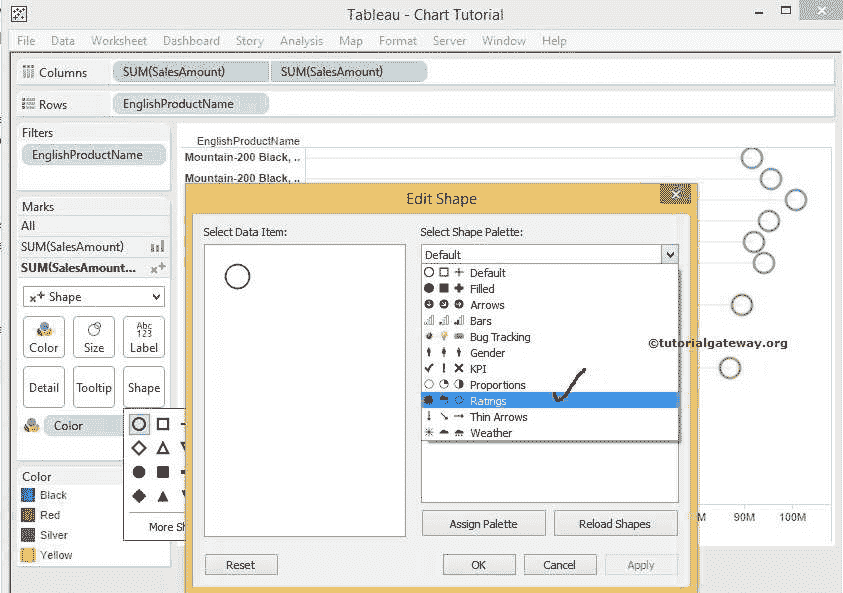 Tableau - Chart Tutorial
File Data Worksheet Dashboard Story Analysis Map Format Server Window Help
Columns SUM(SalesAmount) SUM(SalesAmount)
Rows EnglishProductName
Filters
EnglishProductName
Marks
All
SUM(SalesAmount)
SUM(SalesAmount...
Shape
Color Size Abc 123 Label
Detail Tooltip Shape
Color
More Sh
Color
Black
Red
Silver
Yellow
EnglishProductName
Mountain-200 Black, ..
Mountain-200 Black, ..
Edit Shape
Select Data Item:
Select Shape Palette:
Default
Default
Filled
Arrows
Bars
Bug Tracking
Gender
KPI
Proportions
Ratings
Thin Arrows
Weather
Assign Palette Reload Shapes
Reset OK Cancel Apply
©tutorialgateway.org
M 90M 100M